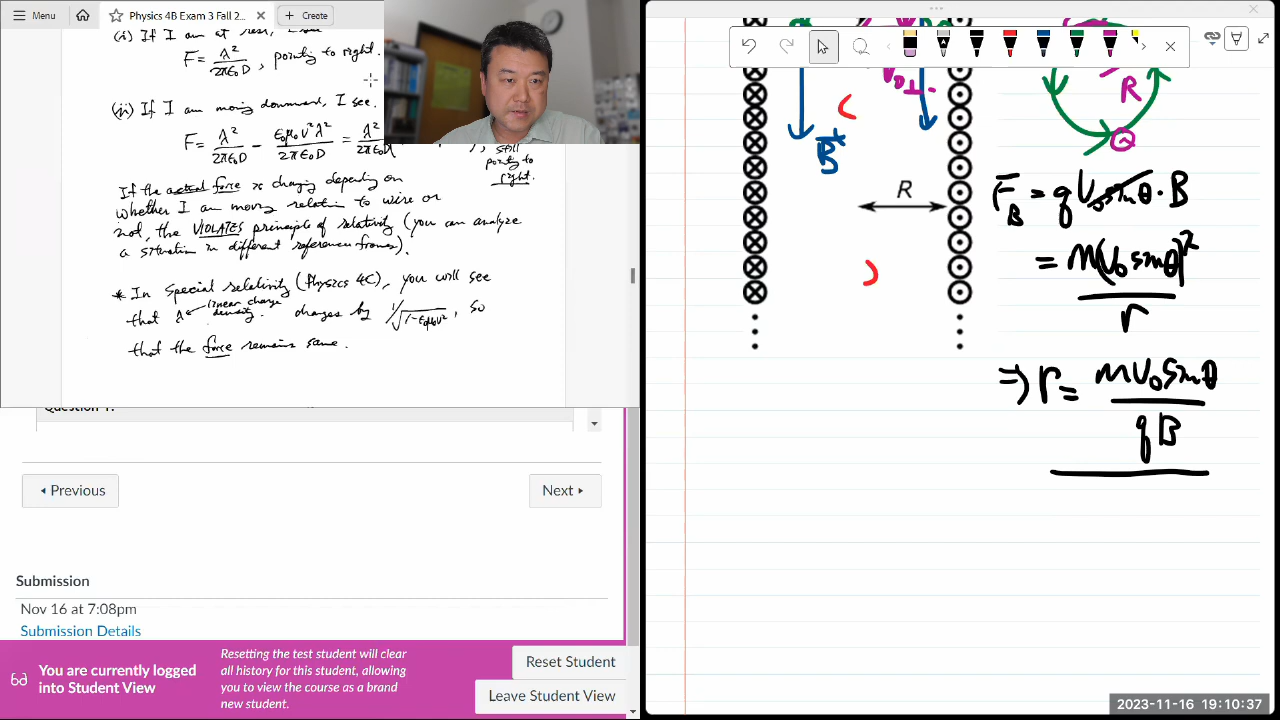 Menu
Physics 4B Exam 3 Fall 2...
Create
(i) If I am at rest, I see
F = λ² / 2πε₀D , pointing to right.
(ii) If I am moving downward, I see.
F = λ² / 2πε₀D − ε₀μ₀v²λ² / 2πε₀D = λ² / 2πε₀D
still
pointing to
right.
If the actual force is changing depending on
whether I am moving relative to wire or
not, the VIOLATES principle of relativity (you can analyze
a situation in different reference frames).
* In special relativity (Physics 4C), you will see
that λ ← linear charge density. changes by 1/√1-ε₀μ₀v² , so
that the force remains same.
Question 1:
Previous
Next
Submission
Nov 16 at 7:08pm
Submission Details
You are currently logged into Student View
Resetting the test student will clear
all history for this student, allowing
you to view the course as a brand
new student.
Reset Student
Leave Student View
B
R
R
Q
F_B = q v₀ sinθ · B
= m(v₀ sinθ)² / r
⇒ r = m v₀ sinθ / qB
2023-11-16 19:10:37